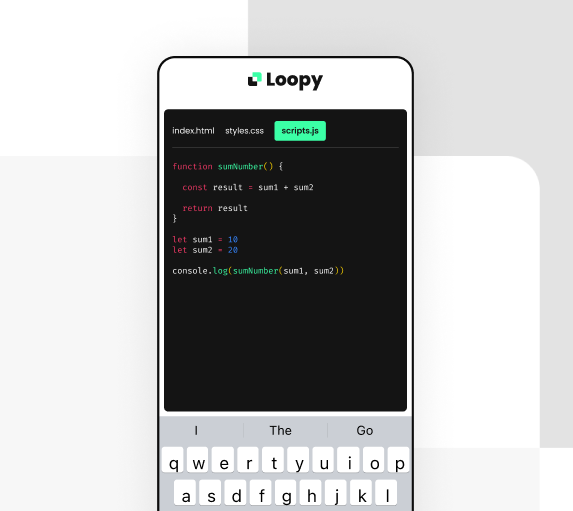 Loopy
index.html styles.css scripts.js
function sumNumber() {
const result = sum1 + sum2
return result
}
let sum1 = 10
let sum2 = 20
console.log(sumNumber(sum1, sum2))
I The Go
q w e r t y u i o p
a s d f g h j k l